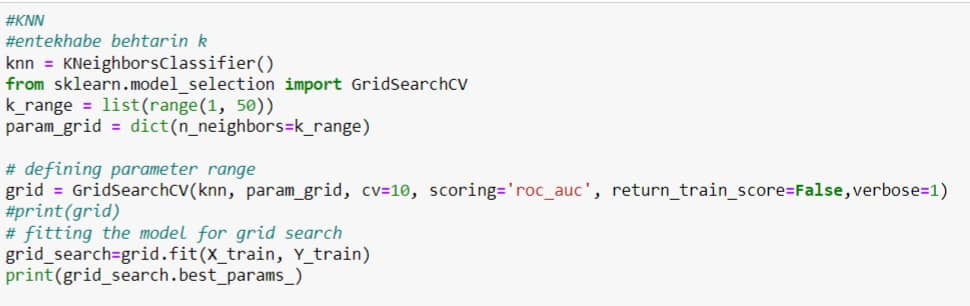 #KNN
#entekhabe behtarin k
knn = KNeighborsClassifier()
from sklearn.model_selection import GridSearchCV
k_range = list(range(1, 50))
param_grid = dict(n_neighbors=k_range)
# defining parameter range
grid = GridSearchCV(knn, param_grid, cv=10, scoring='roc_auc', return_train_score=False,verbose=1)
#print(grid)
# fitting the model for grid search
grid_search=grid.fit(X_train, Y_train)
print(grid_search.best_params_)